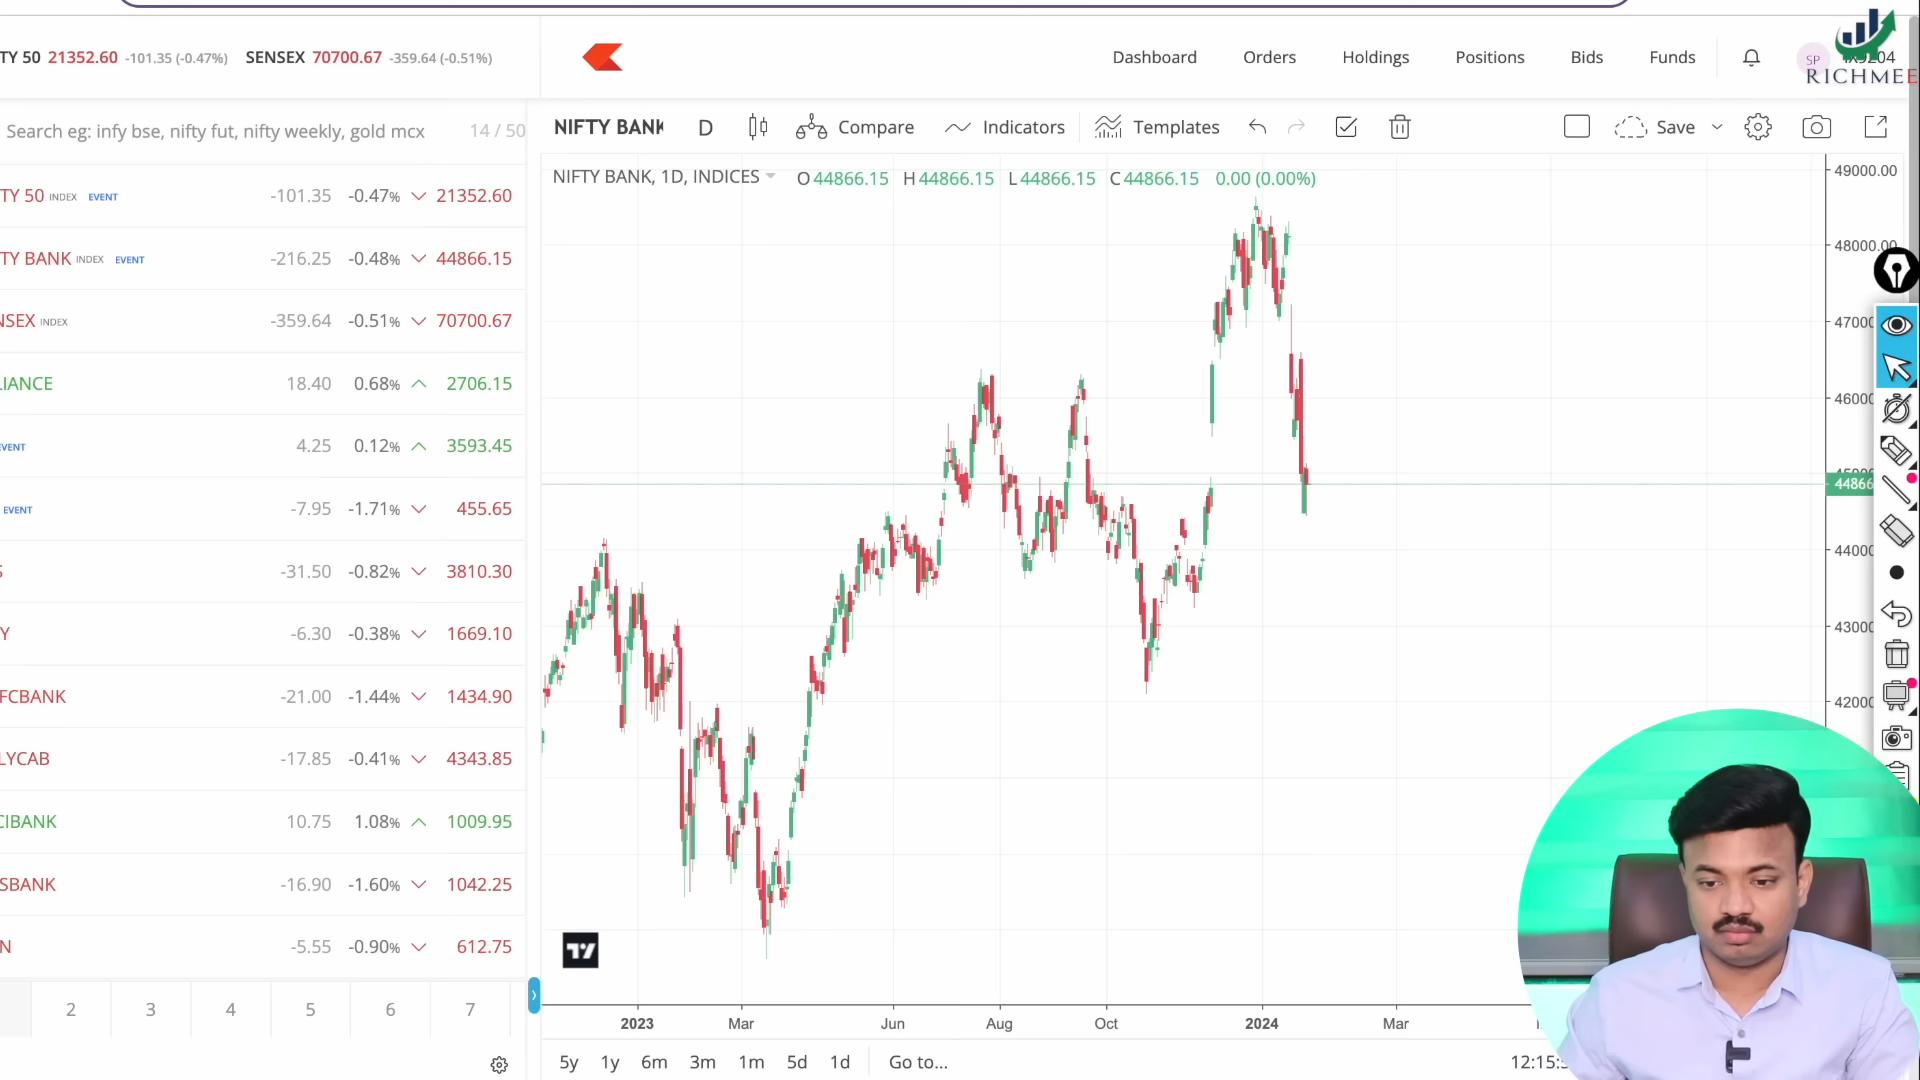 TY 50 21352.60 -101.35 (-0.47%) SENSEX 70700.67 -359.64 (-0.51%)
Dashboard Orders Holdings Positions Bids Funds SP
RICHMEE
Search eg: infy bse, nifty fut, nifty weekly, gold mcx 14 / 50
NIFTY BANK D Compare Indicators Templates Save
NIFTY BANK, 1D, INDICES O 44866.15 H 44866.15 L 44866.15 C 44866.15 0.00 (0.00%)
TY 50 INDEX EVENT -101.35 -0.47% 21352.60
TY BANK INDEX EVENT -216.25 -0.48% 44866.15
NSEX INDEX -359.64 -0.51% 70700.67
LIANCE 18.40 0.68% 2706.15
EVENT 4.25 0.12% 3593.45
EVENT -7.95 -1.71% 455.65
S -31.50 -0.82% 3810.30
Y -6.30 -0.38% 1669.10
FCBANK -21.00 -1.44% 1434.90
LYCAB -17.85 -0.41% 4343.85
CIBANK 10.75 1.08% 1009.95
SBANK -16.90 -1.60% 1042.25
N -5.55 -0.90% 612.75
2 3 4 5 6 7
49000.00
48000.00
47000
46000
44866
44000
43000
42000
2023 Mar Jun Aug Oct 2024 Mar
5y 1y 6m 3m 1m 5d 1d Go to...
12:15: